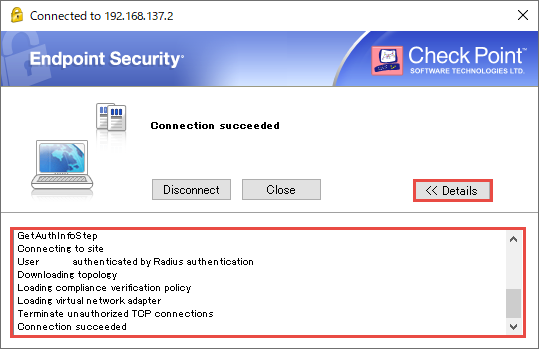 Connected to 192.168.137.2
Endpoint Security
Check Point™
SOFTWARE TECHNOLOGIES LTD.
Connection succeeded
Disconnect
Close
<< Details
GetAuthInfoStep
Connecting to site
User authenticated by Radius authentication
Downloading topology
Loading compliance verification policy
Loading virtual network adapter
Terminate unauthorized TCP connections
Connection succeeded